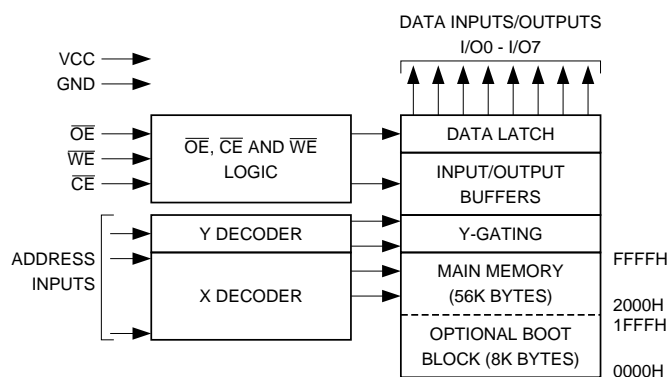 DATA INPUTS/OUTPUTS
I/O0 - I/O7
VCC
GND
OE
WE
CE
OE, CE AND WE
LOGIC
DATA LATCH
INPUT/OUTPUT
BUFFERS
ADDRESS
INPUTS
Y DECODER
Y-GATING
X DECODER
MAIN MEMORY
(56K BYTES)
OPTIONAL BOOT
BLOCK (8K BYTES)
FFFFH
2000H
1FFFH
0000H